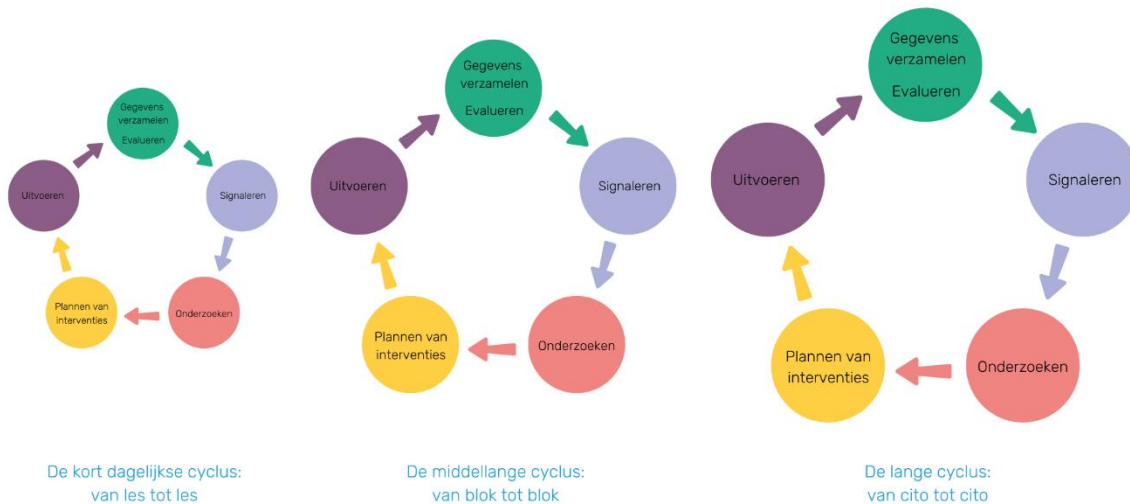 Gegevens
verzamelen
Evalueren
Signaleren
Onderzoeken
Plannen van
interventies
Uitvoeren
De kort dagelijkse cyclus:
van les tot les
Gegevens
verzamelen
Evalueren
Signaleren
Onderzoeken
Plannen van
interventies
Uitvoeren
De middellange cyclus:
van blok tot blok
Gegevens
verzamelen
Evalueren
Signaleren
Onderzoeken
Plannen van
interventies
Uitvoeren
De lange cyclus:
van cito tot cito